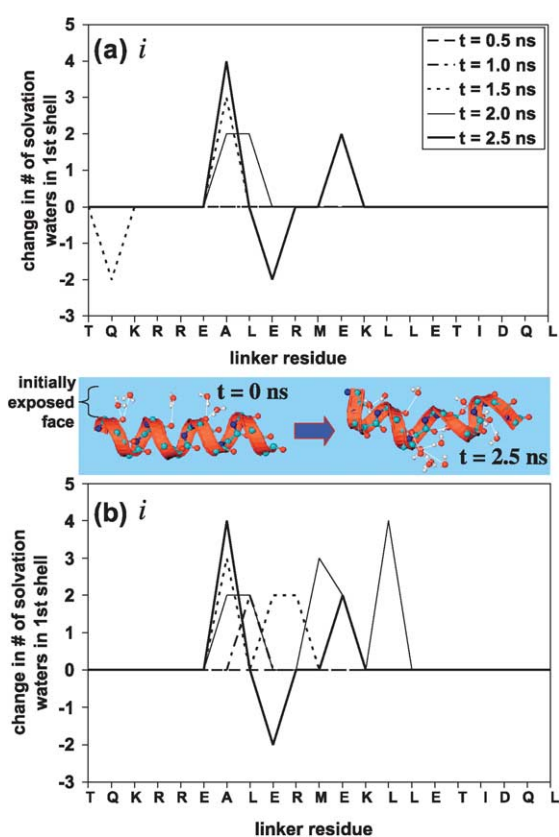 (a) i
t = 0.5 ns
t = 1.0 ns
t = 1.5 ns
t = 2.0 ns
t = 2.5 ns
change in # of solvation
waters in 1st shell
5
4
3
2
1
0
-1
-2
-3
T Q K R R E A L E R M E K L L E T I D Q L
linker residue
initially
exposed
face
t = 0 ns
t = 2.5 ns
(b) i
change in # of solvation
waters in 1st shell
5
4
3
2
1
0
-1
-2
-3
T Q K R R E A L E R M E K L L E T I D Q L
linker residue